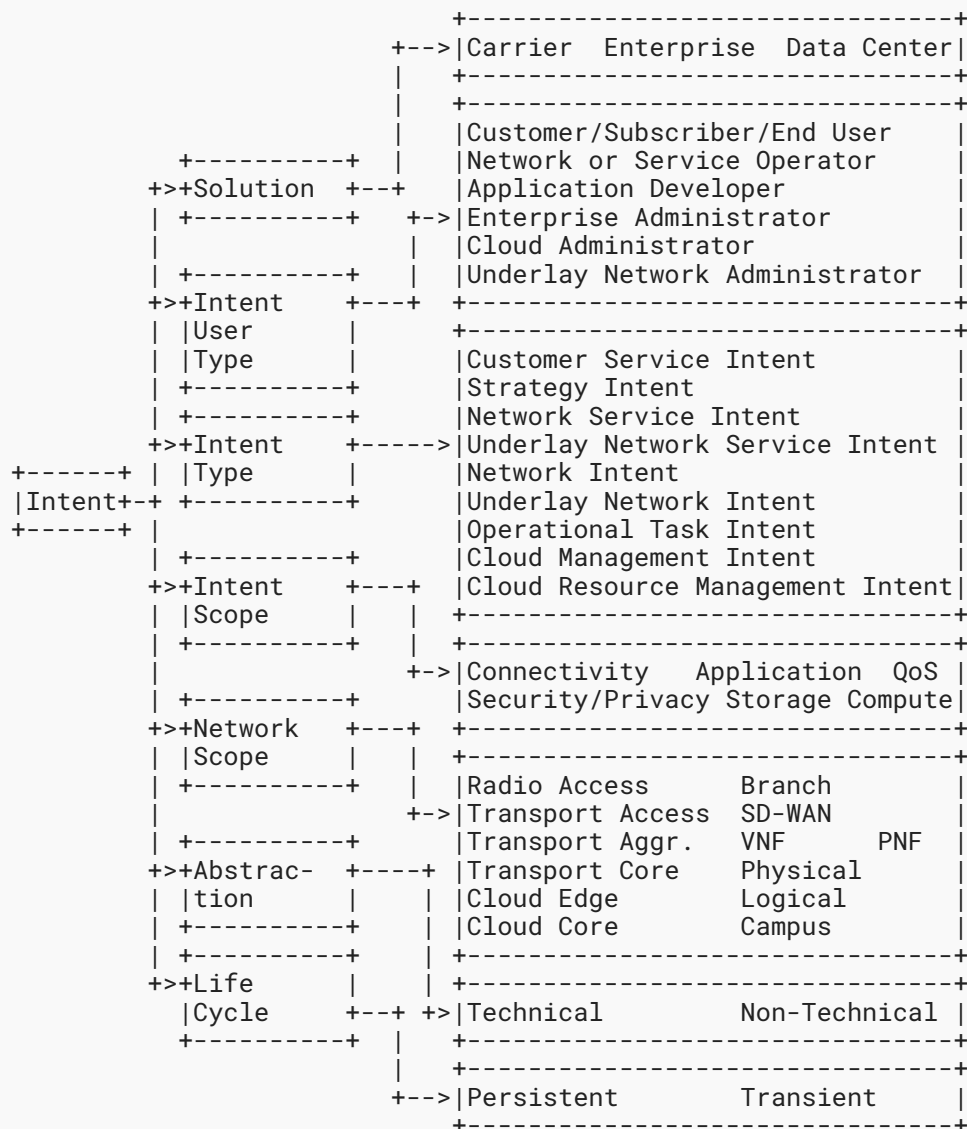 +--------------------------------+
                         +-->|Carrier  Enterprise  Data Center|
                         |   +--------------------------------+
                         |   +--------------------------------+
                         |   |Customer/Subscriber/End User    |
           +----------+  |   |Network or Service Operator     |
         +>+Solution  +--+   |Application Developer           |
         | +----------+   +->|Enterprise Administrator        |
         |                |  |Cloud Administrator             |
         | +----------+   |  |Underlay Network Administrator  |
         +>+Intent    +---+  +--------------------------------+
         | |User      |      +--------------------------------+
         | |Type      |      |Customer Service Intent         |
         | +----------+      |Strategy Intent                 |
         | +----------+      |Network Service Intent          |
         +>+Intent    +----->|Underlay Network Service Intent |
+------+ | |Type      |      |Network Intent                  |
|Intent+-+ +----------+      |Underlay Network Intent         |
+------+ |                   |Operational Task Intent         |
         | +----------+      |Cloud Management Intent         |
         +>+Intent    +---+  |Cloud Resource Management Intent|
         | |Scope     |   |  +--------------------------------+
         | +----------+   |  +--------------------------------+
         |                +->|Connectivity   Application  QoS |
         | +----------+      |Security/Privacy Storage Compute|
         +>+Network   +---+  +--------------------------------+
         | |Scope     |   |  +--------------------------------+
         | +----------+   |  |Radio Access      Branch        |
         |                +->|Transport Access  SD-WAN        |
         | +----------+      |Transport Aggr.   VNF      PNF  |
         +>+Abstrac-  +----+ |Transport Core    Physical      |
         | |tion      |    | |Cloud Edge        Logical       |
         | +----------+    | |Cloud Core        Campus        |
         | +----------+    | +--------------------------------+
         +>+Life      |    | +--------------------------------+
           |Cycle     +--+ +>|Technical         Non-Technical |
           +----------+  |   +--------------------------------+
                         |   +--------------------------------+
                         +-->|Persistent        Transient     |
                             +--------------------------------+